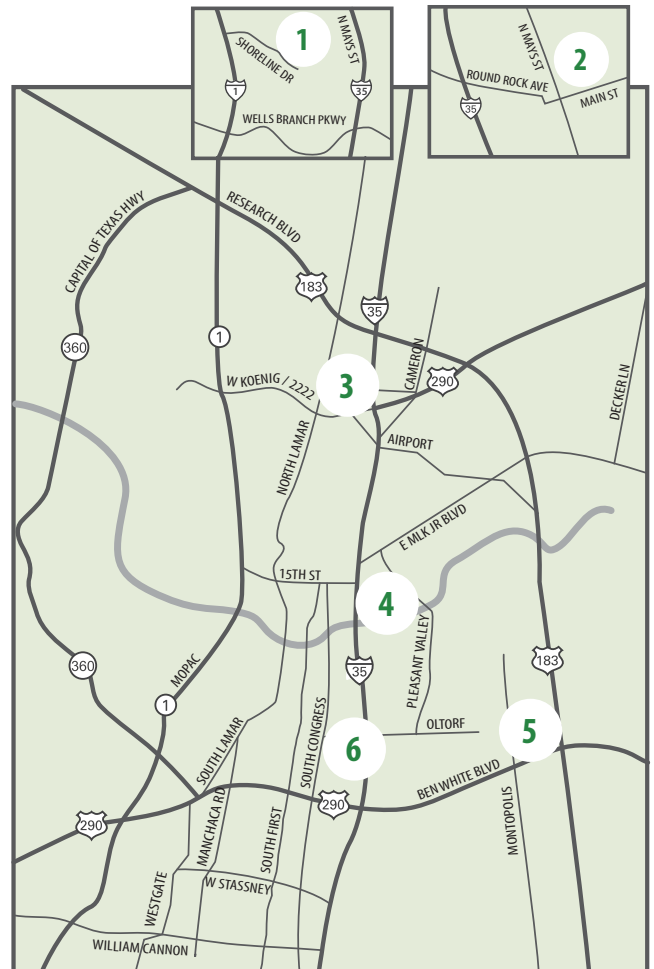 1
SHORELINE DR
N MAYS ST
1
35
WELLS BRANCH PKWY
N MAYS ST
2
ROUND ROCK AVE
MAIN ST
35
CAPITAL OF TEXAS HWY
RESEARCH BLVD
183
35
360
1
CAMERON
290
W KOENIG / 2222
3
DECKER LN
NORTH LAMAR
AIRPORT
E MLK JR BLVD
15TH ST
4
PLEASANT VALLEY
360
MOPAC
35
183
1
SOUTH LAMAR
SOUTH CONGRESS
OLTORF
5
6
BEN WHITE BLVD
290
290
MANCHACA RD
SOUTH FIRST
MONTOPOLIS
WESTGATE
W STASSNEY
WILLIAM CANNON